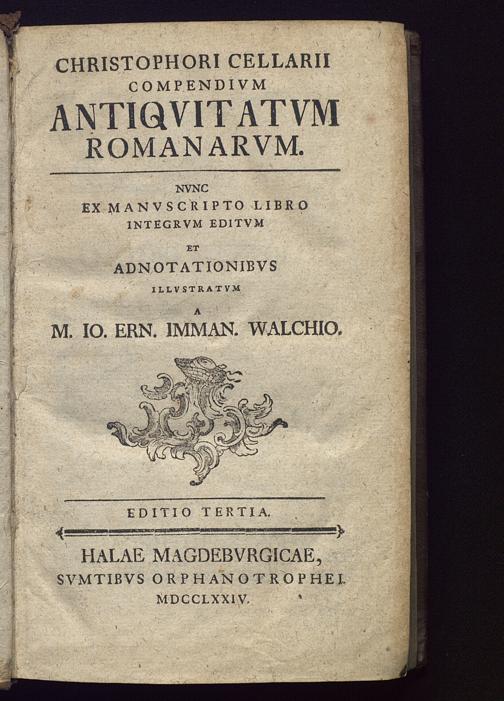 CHRISTOPHORI CELLARII
COMPENDIVM
ANTIQVITATVM
ROMANARVM.
NVNC
EX MANVSCRIPTO LIBRO
INTEGRVM EDITVM
ET
ADNOTATIONIBVS
ILLVSTRATVM
A
M. IO. ERN. IMMAN. WALCHIO.
EDITIO TERTIA.
HALAE MAGDEBVRGICAE,
SVMTIBVS ORPHANOTROPHEI.
MDCCLXXIV.